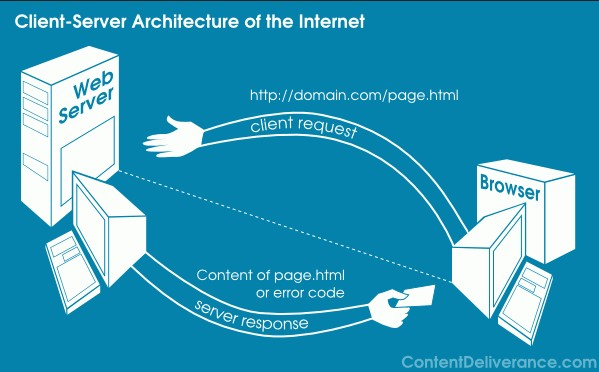 Client-Server Architecture of the Internet
Web
Server
http://domain.com/page.html
client request
Browser
Content of page.html
or error code
server response
ContentDeliverance.com